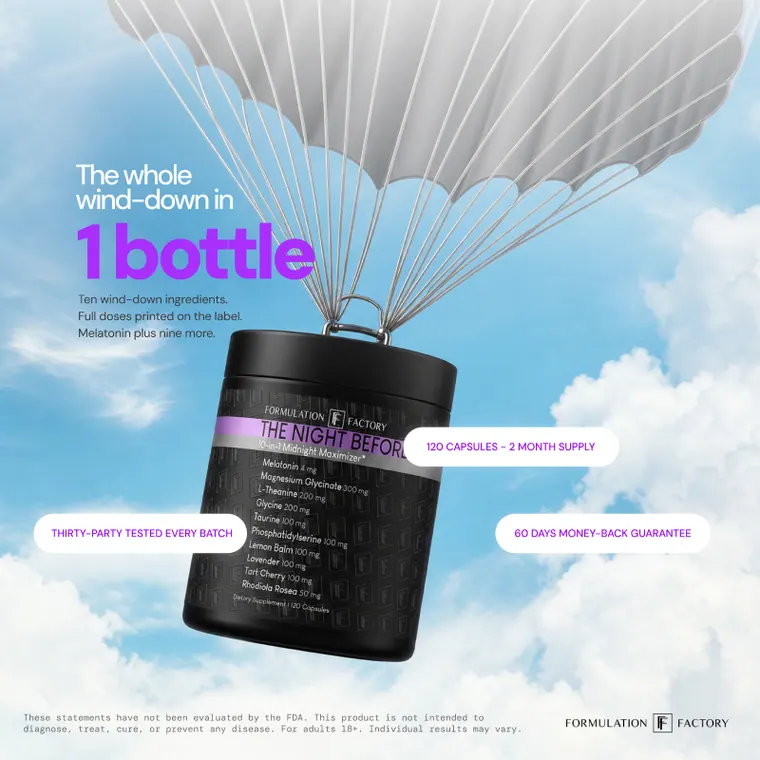 The whole
wind-down in
1 bottle
Ten wind-down ingredients.
Full doses printed on the label.
Melatonin plus nine more.
FORMULATION F FACTORY
THE NIGHT BEFORE
10-in-1 Midnight Maximizer*
Melatonin 4 mg
Magnesium Glycinate 300 mg
L-Theanine 200 mg
Glycine 200 mg
Taurine 100 mg
Phosphatidylserine 100 mg
Lemon Balm 100 mg
Lavender 100 mg
Tart Cherry 100 mg
Rhodiola Rosea 50 mg
Dietary Supplement | 120 Capsules
120 CAPSULES - 2 MONTH SUPPLY
THIRTY-PARTY TESTED EVERY BATCH
60 DAYS MONEY-BACK GUARANTEE
These statements have not been evaluated by the FDA. This product is not intended to
diagnose, treat, cure, or prevent any disease. For adults 18+. Individual results may vary.
FORMULATION F FACTORY